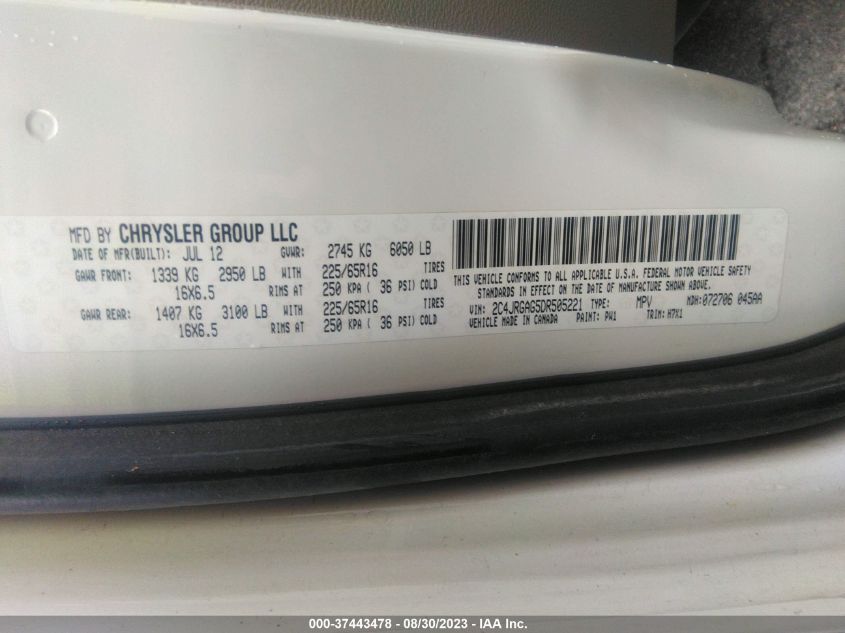 MFD BY CHRYSLER GROUP LLC
DATE OF MFR(BUILT): JUL 12 GVWR: 2745 KG 6050 LB
GAWR FRONT: 1339 KG 2950 LB WITH 225/65R16 TIRES
16X6.5 RIMS AT 250 KPA ( 36 PSI) COLD
GAWR REAR: 1407 KG 3100 LB WITH 225/65R16 TIRES
16X6.5 RIMS AT 250 KPA ( 36 PSI) COLD
THIS VEHICLE CONFORMS TO ALL APPLICABLE U.S.A. FEDERAL MOTOR VEHICLE SAFETY
STANDARDS IN EFFECT ON THE DATE OF MANUFACTURE SHOWN ABOVE.
VIN: 2C4JRGAG5DR505221 TYPE: MPV MDH:072706 045AA
VEHICLE MADE IN CANADA PAINT: PW1 TRIM: H7X1
000-37443478 - 08/30/2023 - IAA Inc.